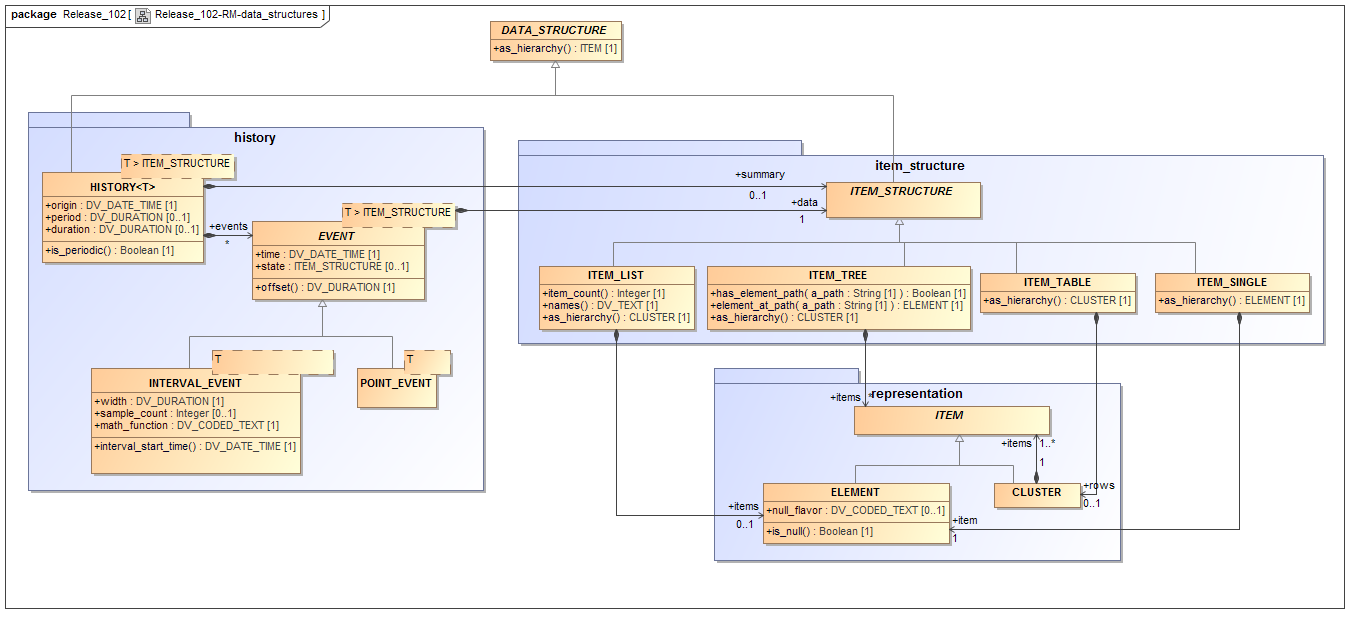 package Release_102 [ Release_102-RM-data_structures ]
DATA_STRUCTURE
+as_hierarchy() : ITEM [1]
history
T > ITEM_STRUCTURE
HISTORY<T>
+origin : DV_DATE_TIME [1]
+period : DV_DURATION [0..1]
+duration : DV_DURATION [0..1]
+is_periodic() : Boolean [1]
+events
*
T > ITEM_STRUCTURE
EVENT
+time : DV_DATE_TIME [1]
+state : ITEM_STRUCTURE [0..1]
+offset() : DV_DURATION [1]
T
INTERVAL_EVENT
+width : DV_DURATION [1]
+sample_count : Integer [0..1]
+math_function : DV_CODED_TEXT [1]
+interval_start_time() : DV_DATE_TIME [1]
T
POINT_EVENT
item_structure
+summary
0..1
+data
1
ITEM_STRUCTURE
ITEM_LIST
+item_count() : Integer [1]
+names() : DV_TEXT [1]
+as_hierarchy() : CLUSTER [1]
ITEM_TREE
+has_element_path( a_path : String [1] ) : Boolean [1]
+element_at_path( a_path : String [1] ) : ELEMENT [1]
+as_hierarchy() : CLUSTER [1]
ITEM_TABLE
+as_hierarchy() : CLUSTER [1]
ITEM_SINGLE
+as_hierarchy() : ELEMENT [1]
representation
+items
*
ITEM
+items 1..*
1
ELEMENT
+null_flavor : DV_CODED_TEXT [0..1]
+is_null() : Boolean [1]
CLUSTER
+rows
0..1
+items
0..1
+item
1